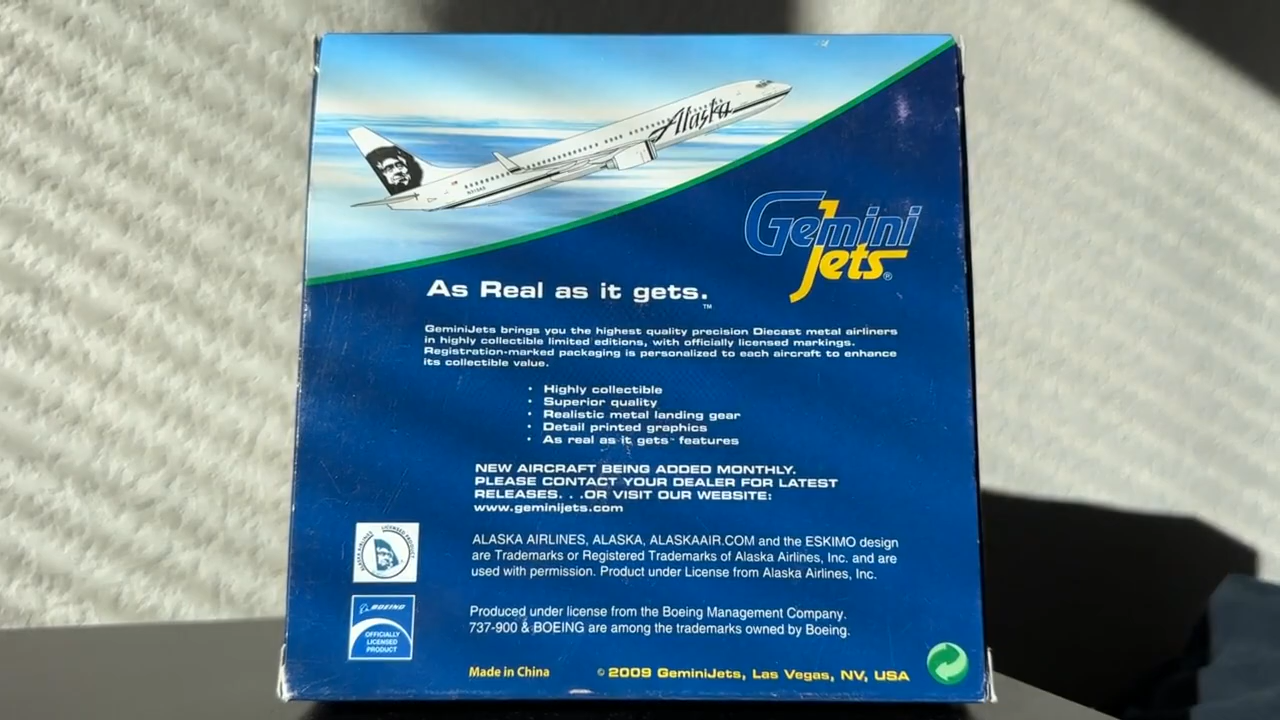 Alaska
Gemini
Jets®
As Real as it gets.™
GeminiJets brings you the highest quality precision Diecast metal airliners
in highly collectible limited editions, with officially licensed markings.
Registration-marked packaging is personalized to each aircraft to enhance
its collectible value.
• Highly collectible
• Superior quality
• Realistic metal landing gear
• Detail printed graphics
• As real as it gets™ features
NEW AIRCRAFT BEING ADDED MONTHLY.
PLEASE CONTACT YOUR DEALER FOR LATEST
RELEASES. . .OR VISIT OUR WEBSITE:
www.geminijets.com
ALASKA AIRLINES LICENSED PRODUCT
ALASKA AIRLINES, ALASKA, ALASKAAIR.COM and the ESKIMO design
are Trademarks or Registered Trademarks of Alaska Airlines, Inc. and are
used with permission. Product under License from Alaska Airlines, Inc.
BOEING
OFFICIALLY
LICENSED
PRODUCT
Produced under license from the Boeing Management Company.
737-900 & BOEING are among the trademarks owned by Boeing.
Made in China
© 2009 GeminiJets, Las Vegas, NV, USA